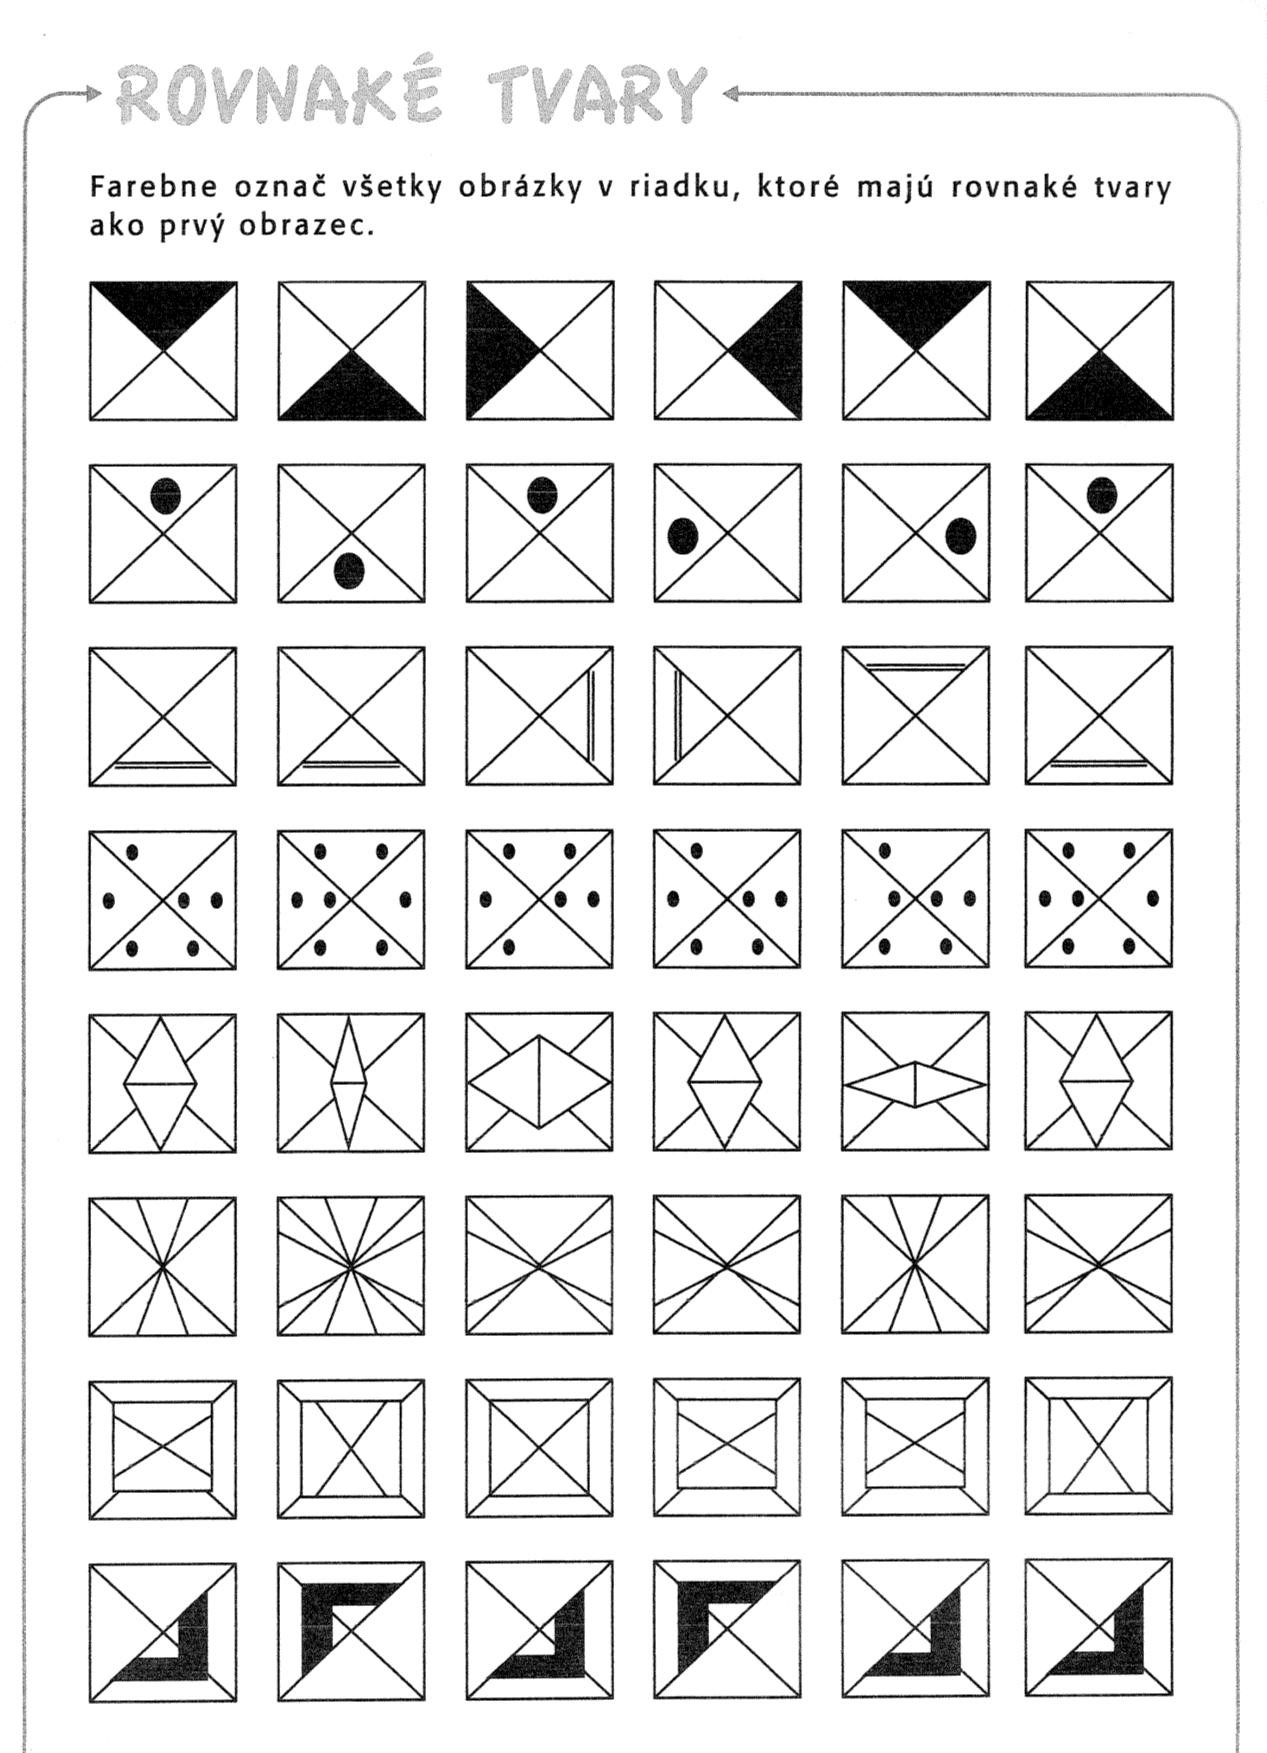 ROVNAKÉ TVARY
Farebne označ všetky obrázky v riadku, ktoré majú rovnaké tvary
ako prvý obrazec.